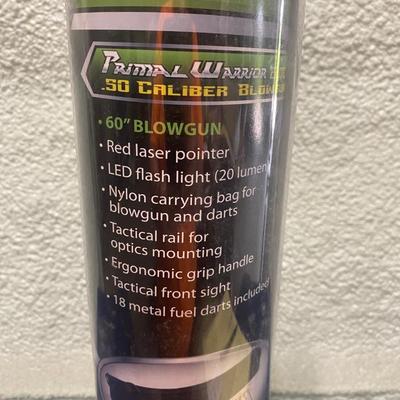 PRIMAL WARRIOR
.50 CALIBER BLOWGUN
• 60” BLOWGUN
• Red laser pointer
• LED flash light (20 lumen
• Nylon carrying bag for
blowgun and darts
• Tactical rail for
optics mounting
• Ergonomic grip handle
• Tactical front sight
• 18 metal fuel darts included